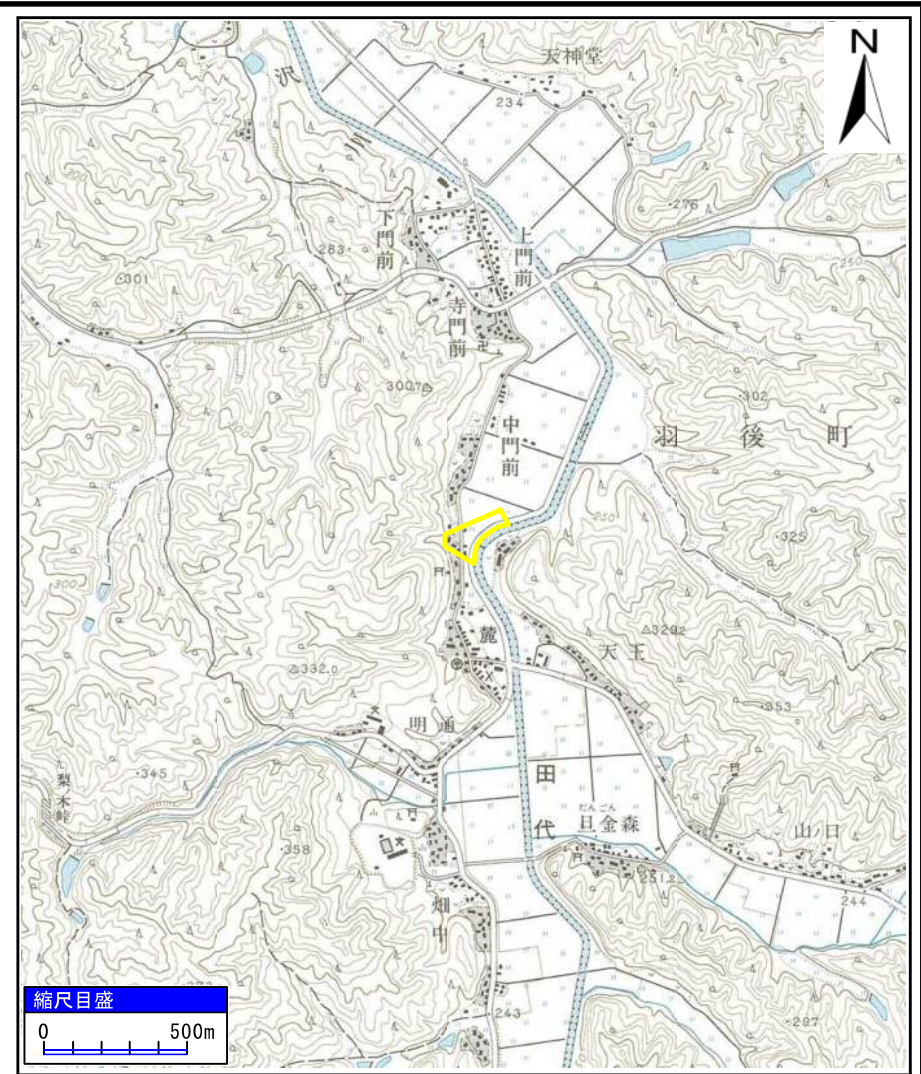 N
天神堂
沢
234
276
250
下門前
上門前
283
301
寺門前
300.7
302
中門前
羽後町
250
325
300
麓
329.2
天王
332.0
353
明通
345
梨木峠
田代
だんごん
旦金森
山ノ日
358
251.2
畑中
244
243
297
縮尺目盛
0 500m